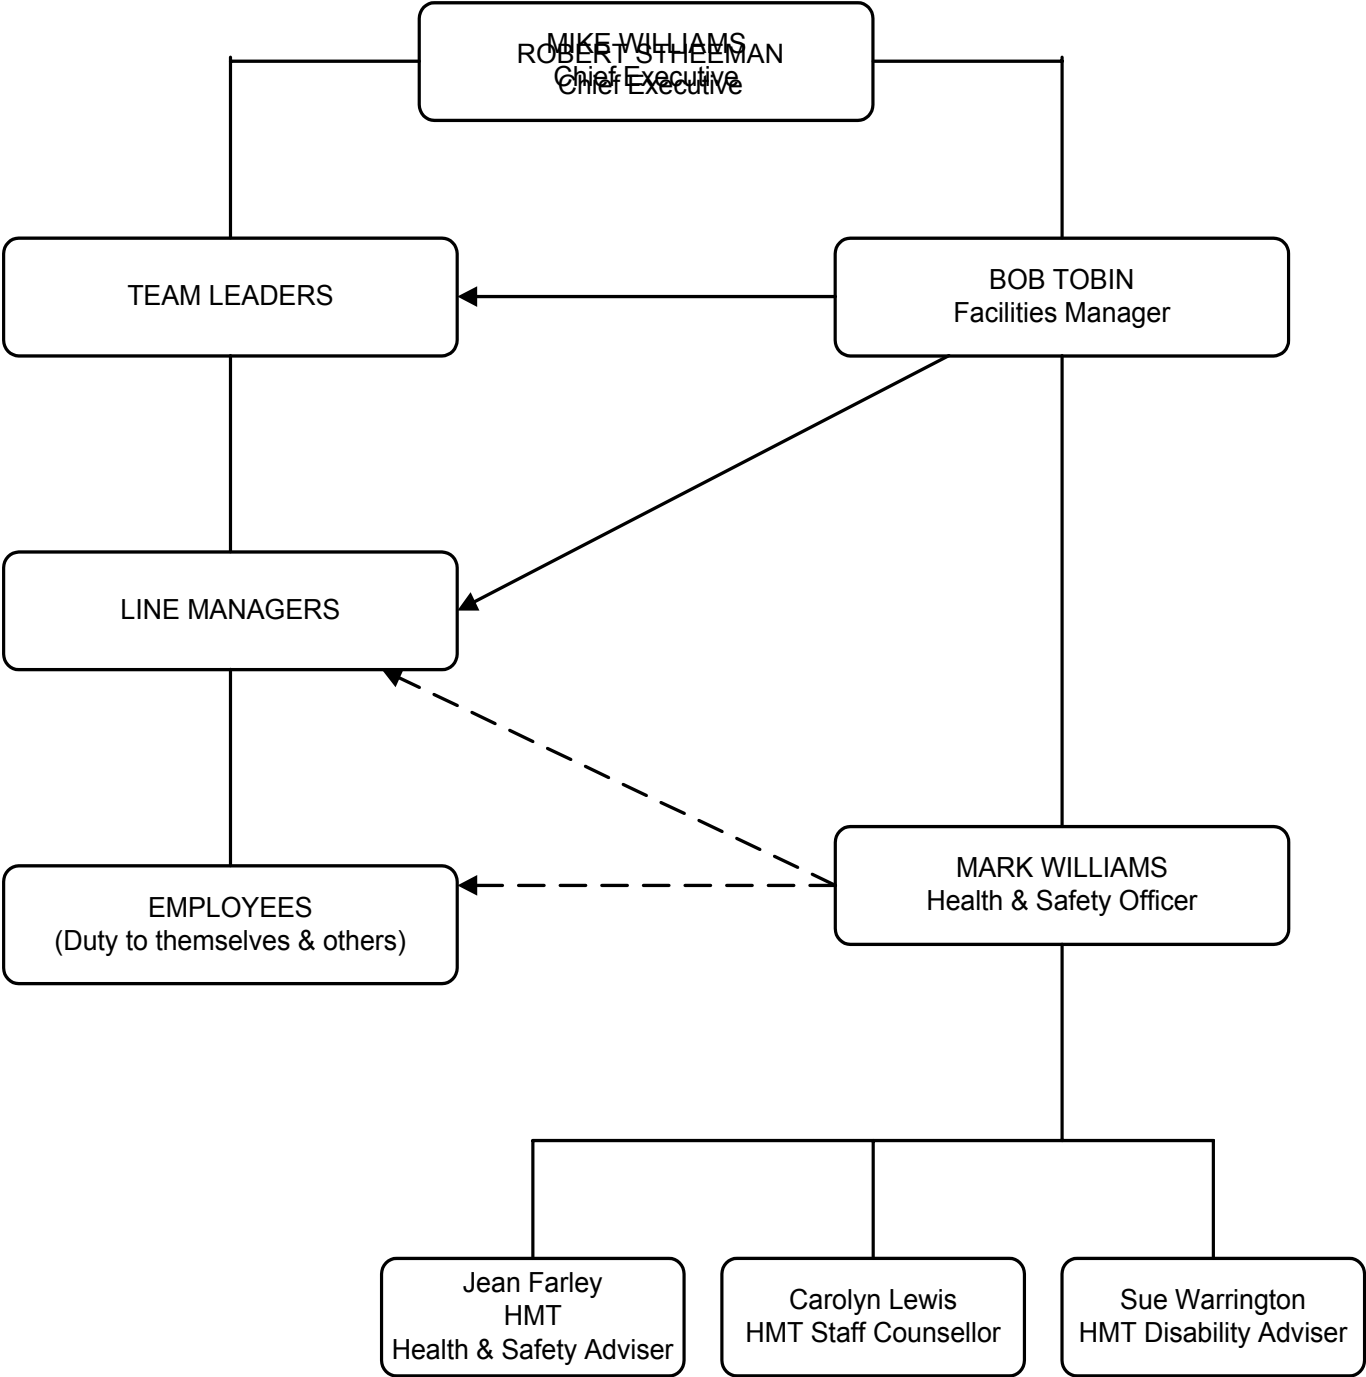 MIKE WILLIAMS
Chief Executive
ROBERT STHEEMAN
Chief Executive
TEAM LEADERS
BOB TOBIN
Facilities Manager
LINE MANAGERS
MARK WILLIAMS
Health & Safety Officer
EMPLOYEES
(Duty to themselves & others)
Jean Farley
HMT
Health & Safety Adviser
Carolyn Lewis
HMT Staff Counsellor
Sue Warrington
HMT Disability Adviser